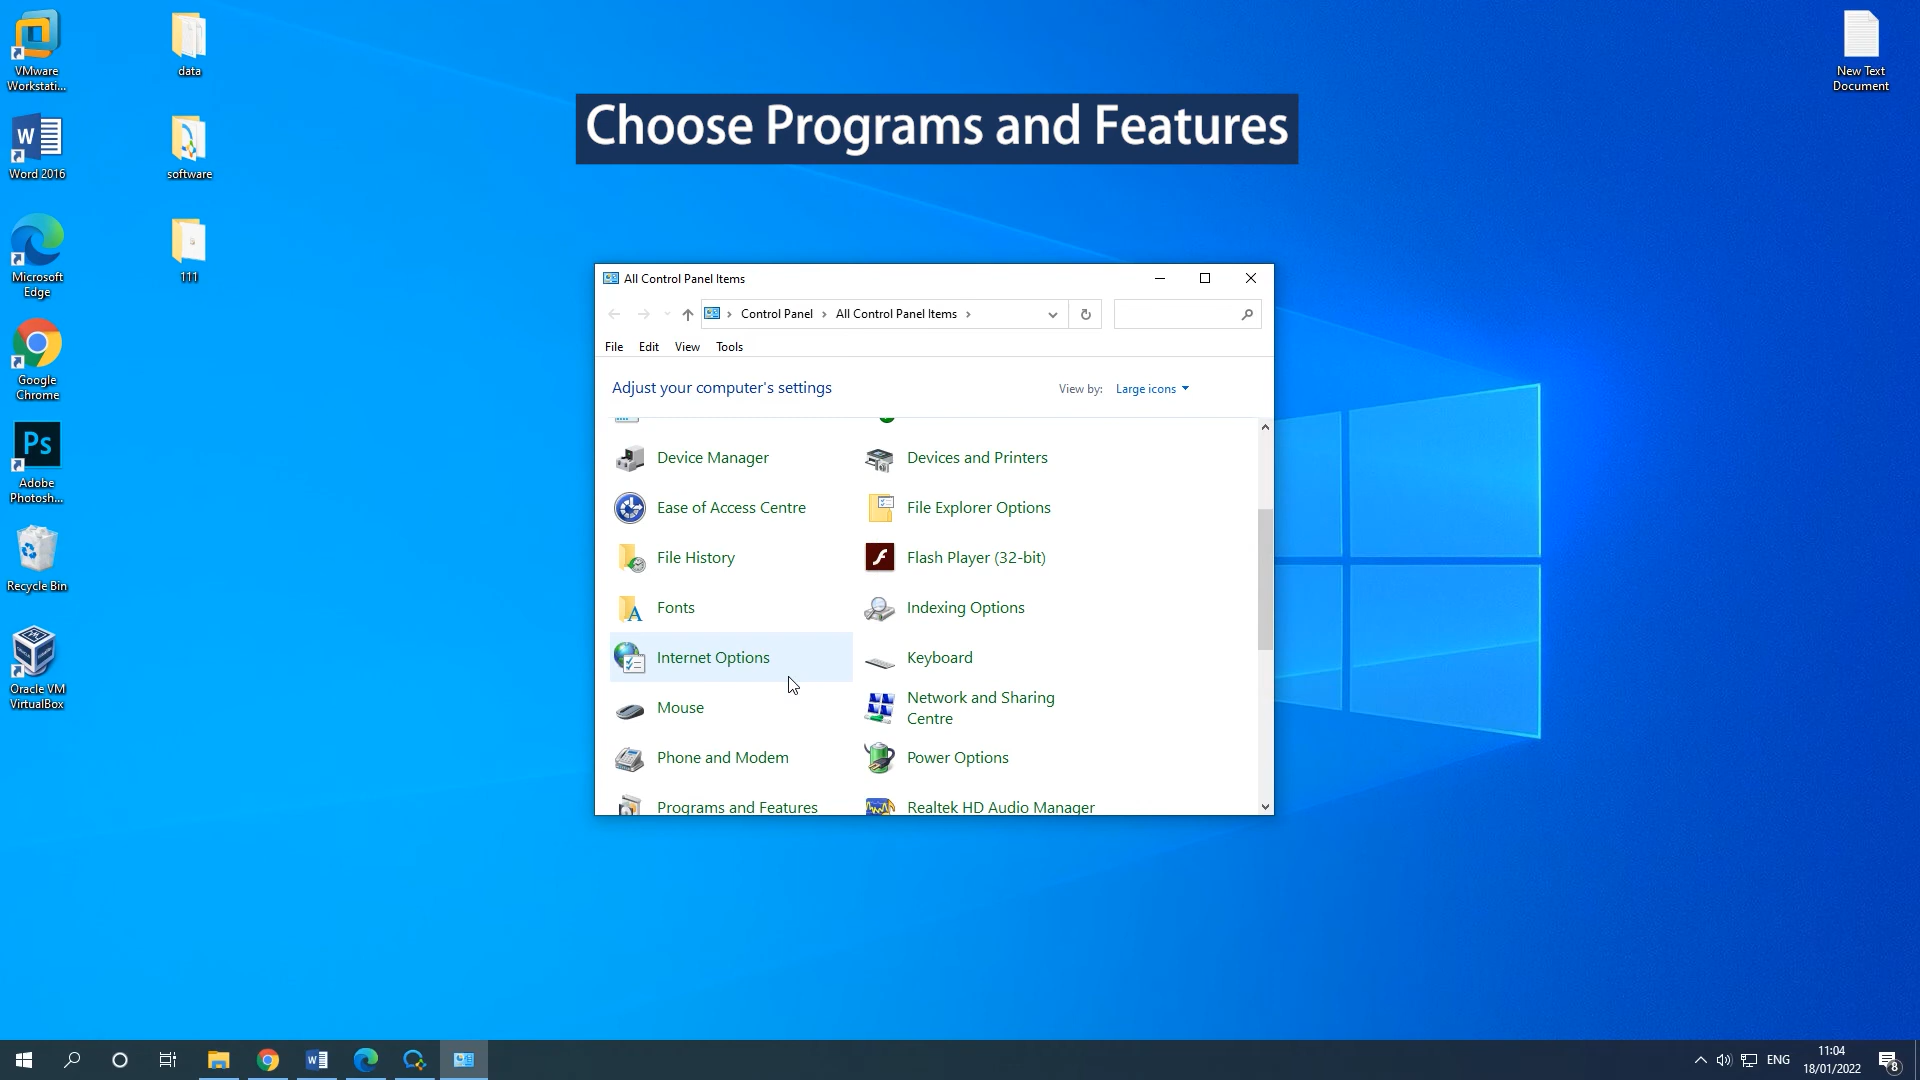 VMware
Workstati...
data
New Text
Document
Choose Programs and Features
Word 2016
software
Microsoft
Edge
111
All Control Panel Items
Control Panel
All Control Panel Items
File
Edit
View
Tools
Google
Chrome
Adjust your computer's settings
View by:
Large icons
Device Manager
Devices and Printers
Ps
Adobe
Photosh...
Ease of Access Centre
File Explorer Options
File History
Flash Player (32-bit)
Recycle Bin
Fonts
Indexing Options
Internet Options
Keyboard
Oracle VM
VirtualBox
Mouse
Network and Sharing
Centre
Phone and Modem
Power Options
Programs and Features
Realtek HD Audio Manager
ENG
11:04
18/01/2022
8